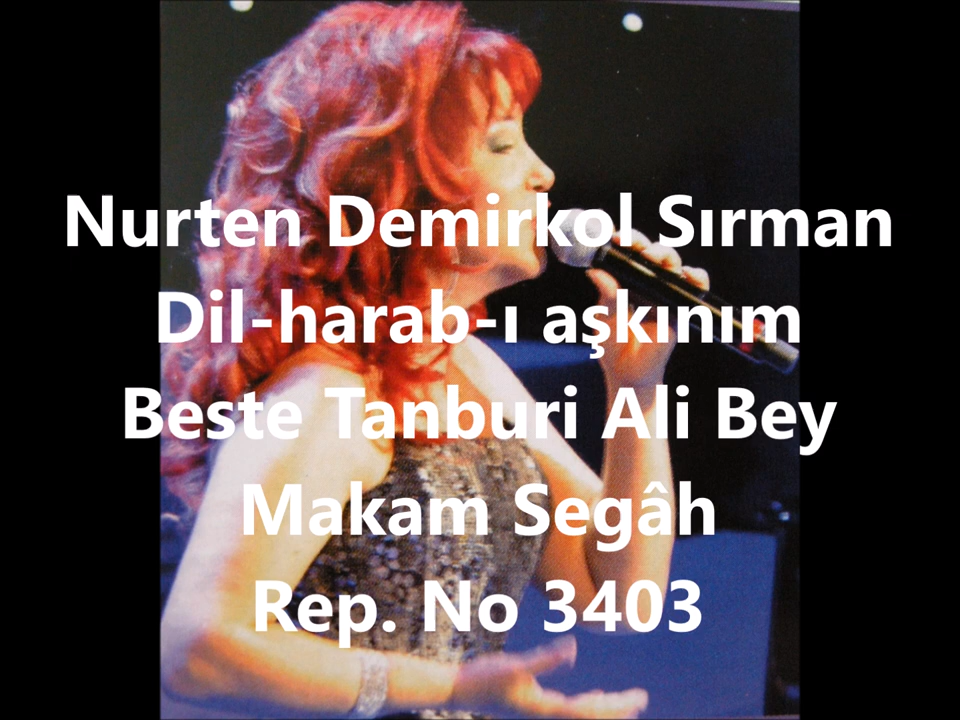 Nurten Demirkol Sırman
Dil-harab-ı aşkınım
Beste Tanburi Ali Bey
Makam Segâh
Rep. No 3403